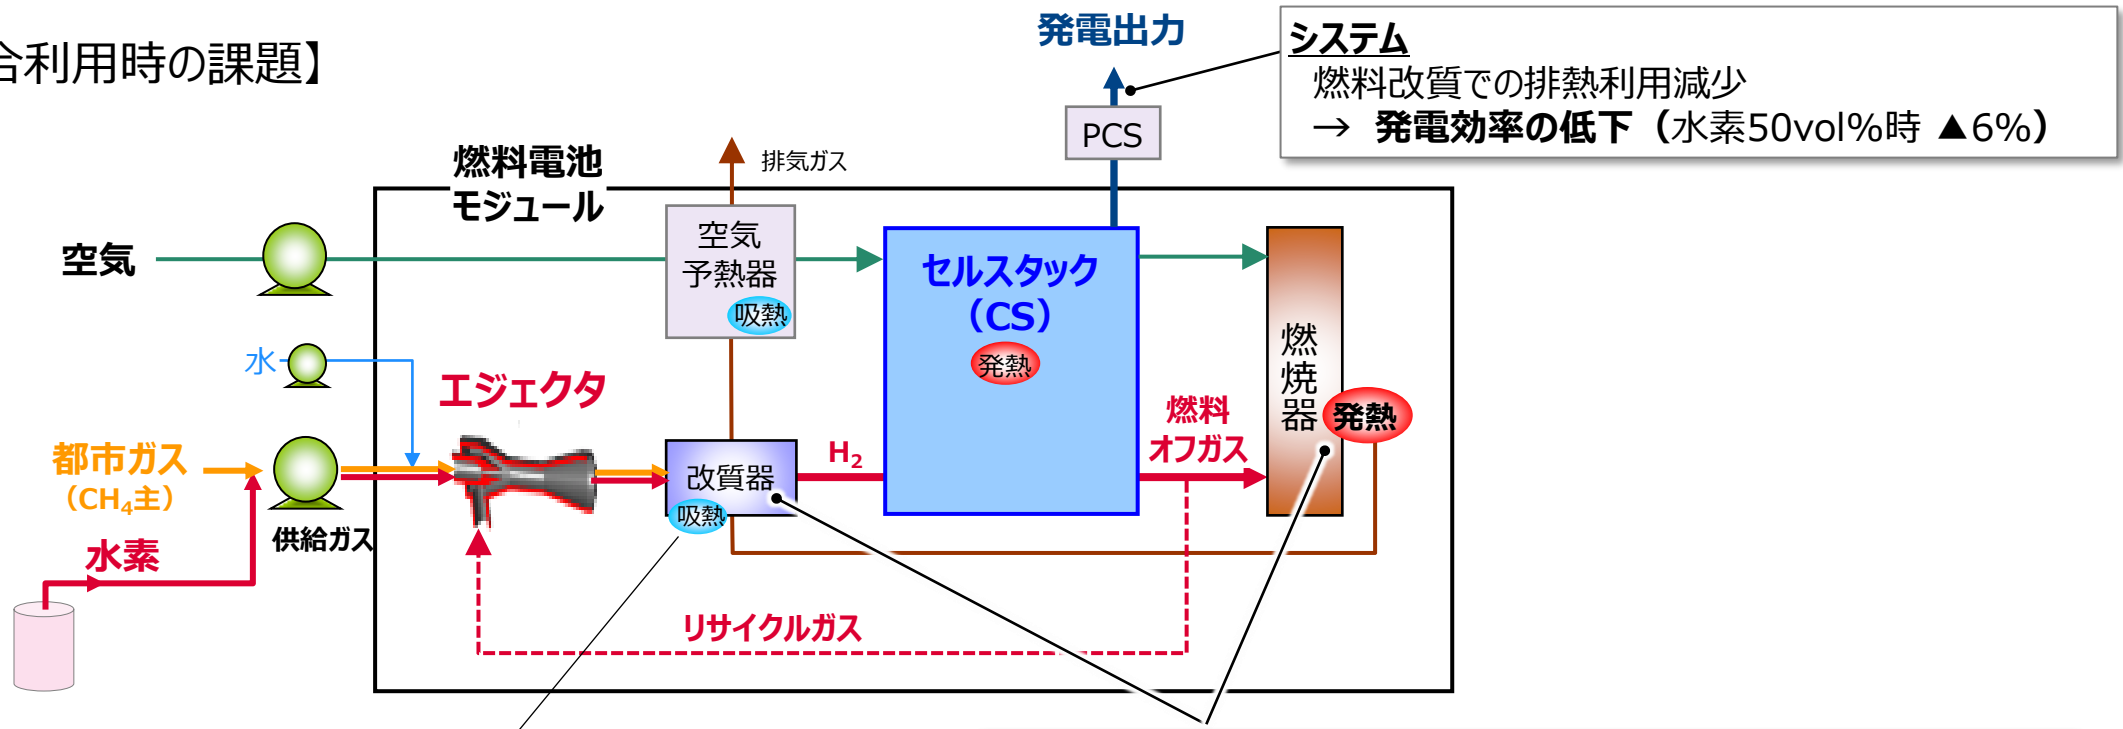 合利用時の課題】
発電出力
システム
燃料改質での排熱利用減少
→ 発電効率の低下（水素50vol%時 ▲6%）
PCS
燃料電池
モジュール
排気ガス
空気
予熱器
吸熱
空気
セルスタック
（CS）
発熱
燃焼器
発熱
水
エジェクタ
都市ガス
（CH₄主）
供給ガス
水素
改質器
吸熱
H₂
燃料
オフガス
リサイクルガス